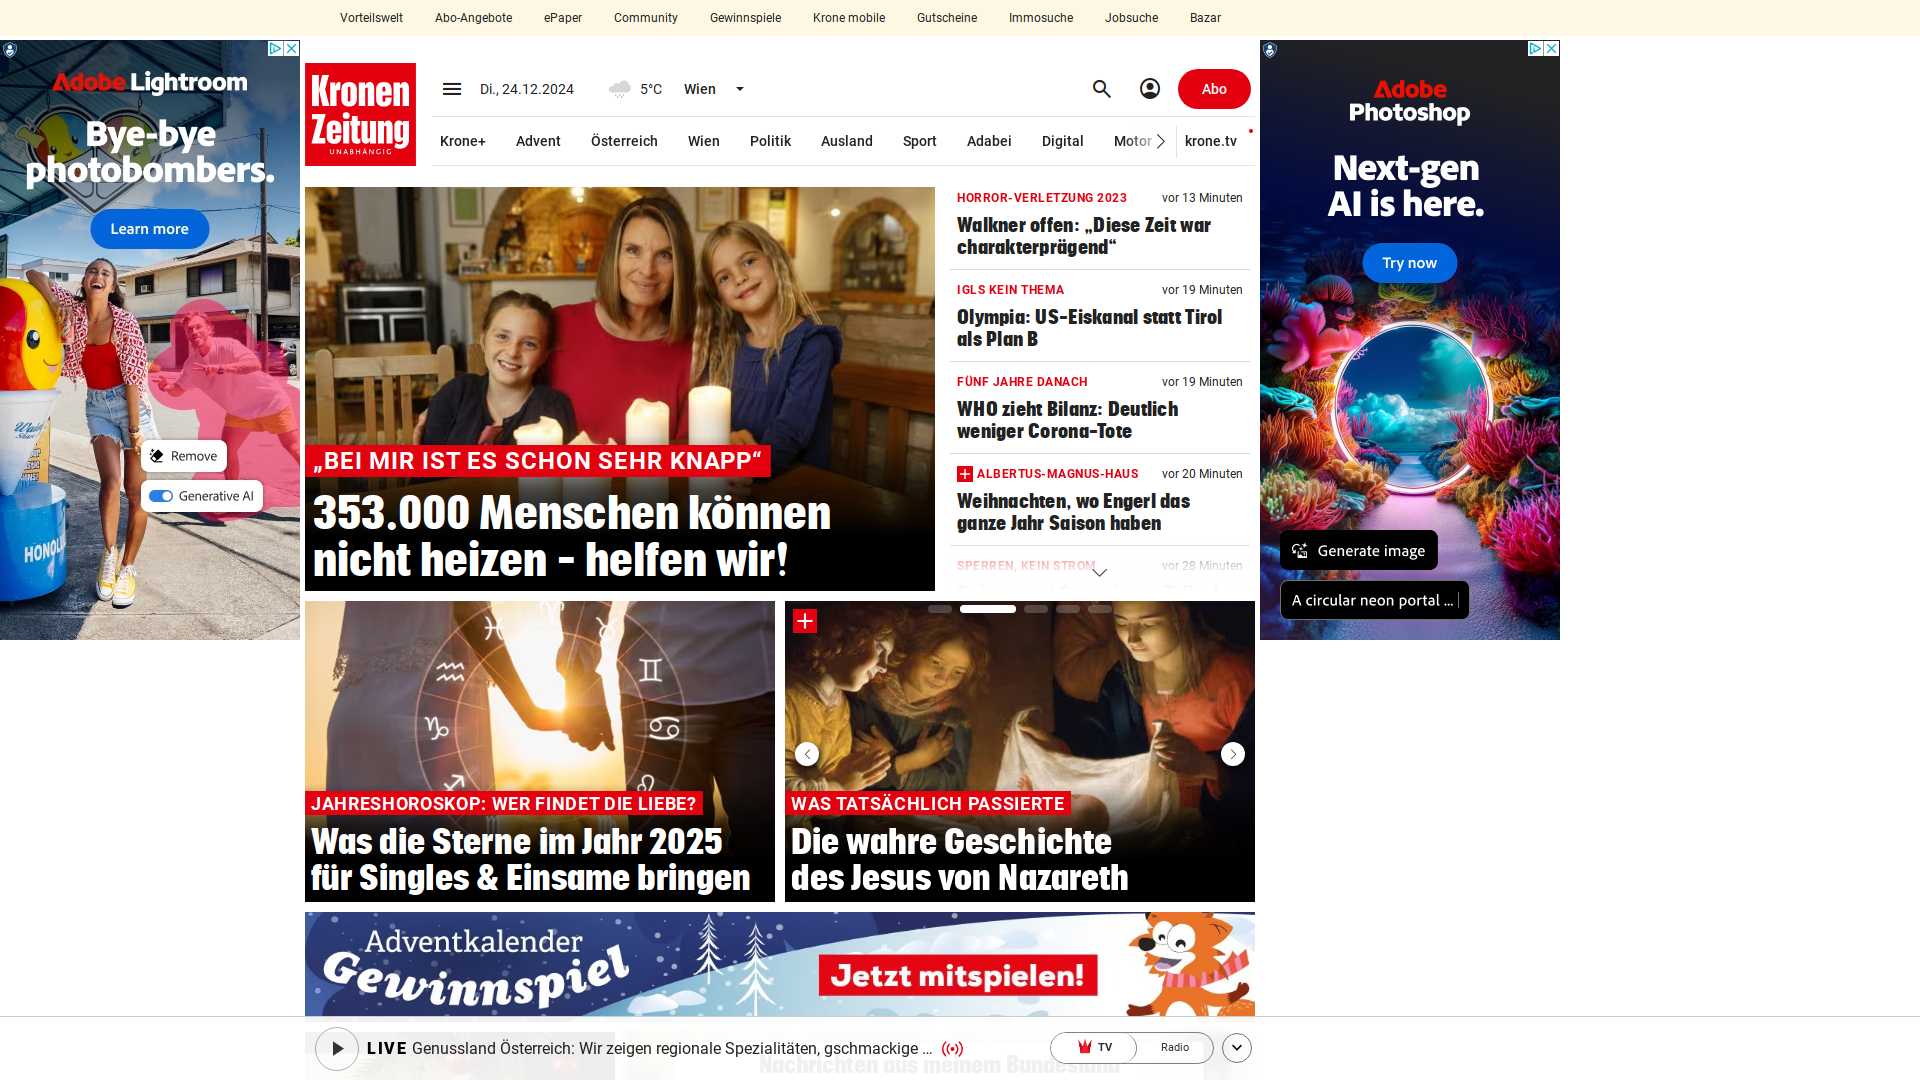 Vorteilswelt Abo-Angebote ePaper Community Gewinnspiele Krone mobile Gutscheine Immosuche Jobsuche Bazar
Adobe Lightroom
Bye-bye
photobombers.
Learn more
Remove
Generative AI
Kronen
Zeitung
UNABHÄNGIG
Di., 24.12.2024 5°C Wien
Abo
Krone+ Advent Österreich Wien Politik Ausland Sport Adabei Digital Motor krone.tv
„BEI MIR IST ES SCHON SEHR KNAPP“
353.000 Menschen können
nicht heizen – helfen wir!
HORROR-VERLETZUNG 2023 vor 13 Minuten
Walkner offen: „Diese Zeit war
charakterprägend“
IGLS KEIN THEMA vor 19 Minuten
Olympia: US-Eiskanal statt Tirol
als Plan B
FÜNF JAHRE DANACH vor 19 Minuten
WHO zieht Bilanz: Deutlich
weniger Corona-Tote
ALBERTUS-MAGNUS-HAUS vor 20 Minuten
Weihnachten, wo Engerl das
ganze Jahr Saison haben
SPERREN, KEIN STROM vor 28 Minuten
Adobe
Photoshop
Next-gen
AI is here.
Try now
Generate image
A circular neon portal ...
JAHRESHOROSKOP: WER FINDET DIE LIEBE?
Was die Sterne im Jahr 2025
für Singles & Einsame bringen
WAS TATSÄCHLICH PASSIERTE
Die wahre Geschichte
des Jesus von Nazareth
Adventkalender
Gewinnspiel
Jetzt mitspielen!
LIVE Genussland Österreich: Wir zeigen regionale Spezialitäten, gschmackige ...
TV Radio
Nachrichten aus meinem Bundesland